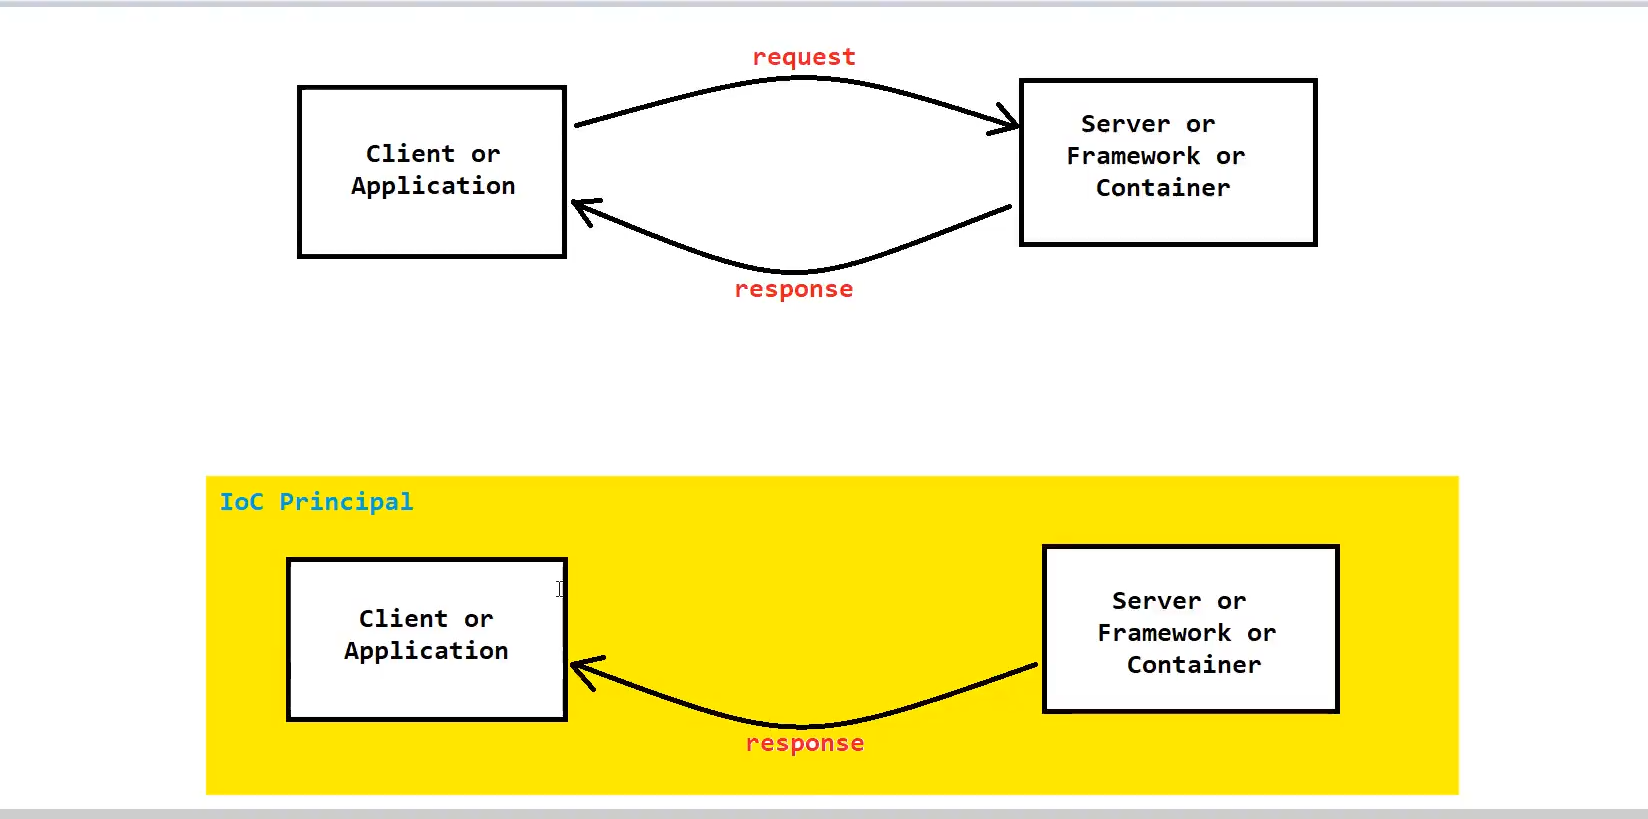 request
Client or
Application
Server or
Framework or
Container
response
IoC Principal
Client or
Application
Server or
Framework or
Container
response